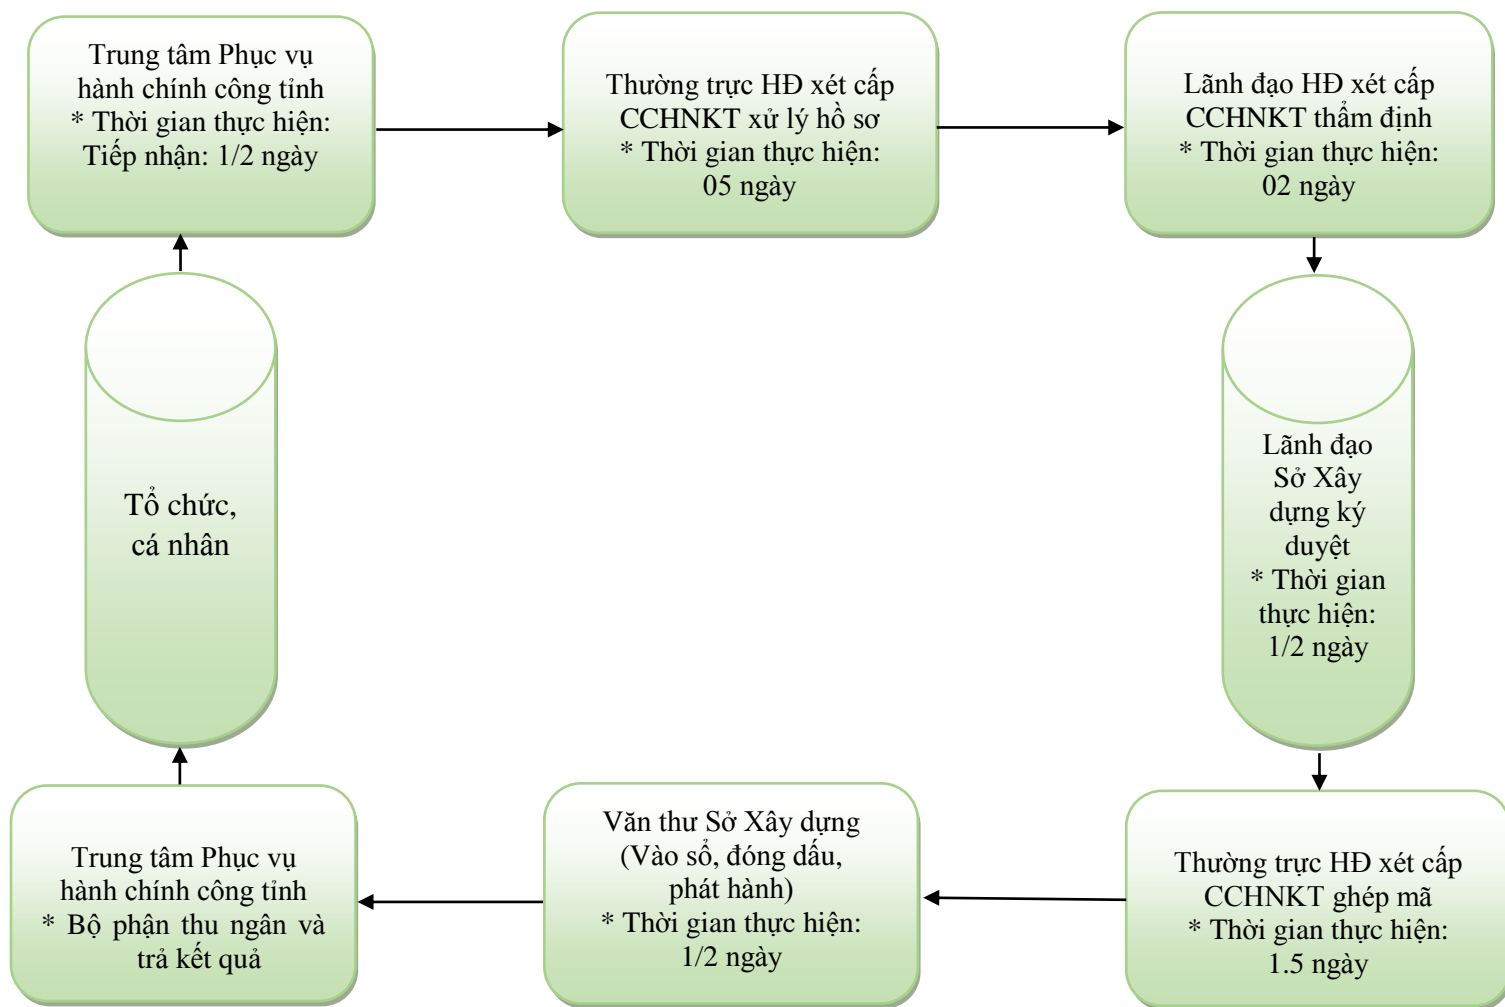 Trung tâm Phục vụ
hành chính công tỉnh
* Thời gian thực hiện:
Tiếp nhận: 1/2 ngày
Thường trực HĐ xét cấp
CCHNKT xử lý hồ sơ
* Thời gian thực hiện:
05 ngày
Lãnh đạo HĐ xét cấp
CCHNKT thẩm định
* Thời gian thực hiện:
02 ngày
Lãnh đạo
Sở Xây
dựng ký
duyệt
* Thời gian
thực hiện:
1/2 ngày
Thường trực HĐ xét cấp
CCHNKT ghép mã
* Thời gian thực hiện:
1.5 ngày
Văn thư Sở Xây dựng
(Vào sổ, đóng dấu,
phát hành)
* Thời gian thực hiện:
1/2 ngày
Trung tâm Phục vụ
hành chính công tỉnh
* Bộ phận thu ngân và
trả kết quả
Tổ chức,
cá nhân